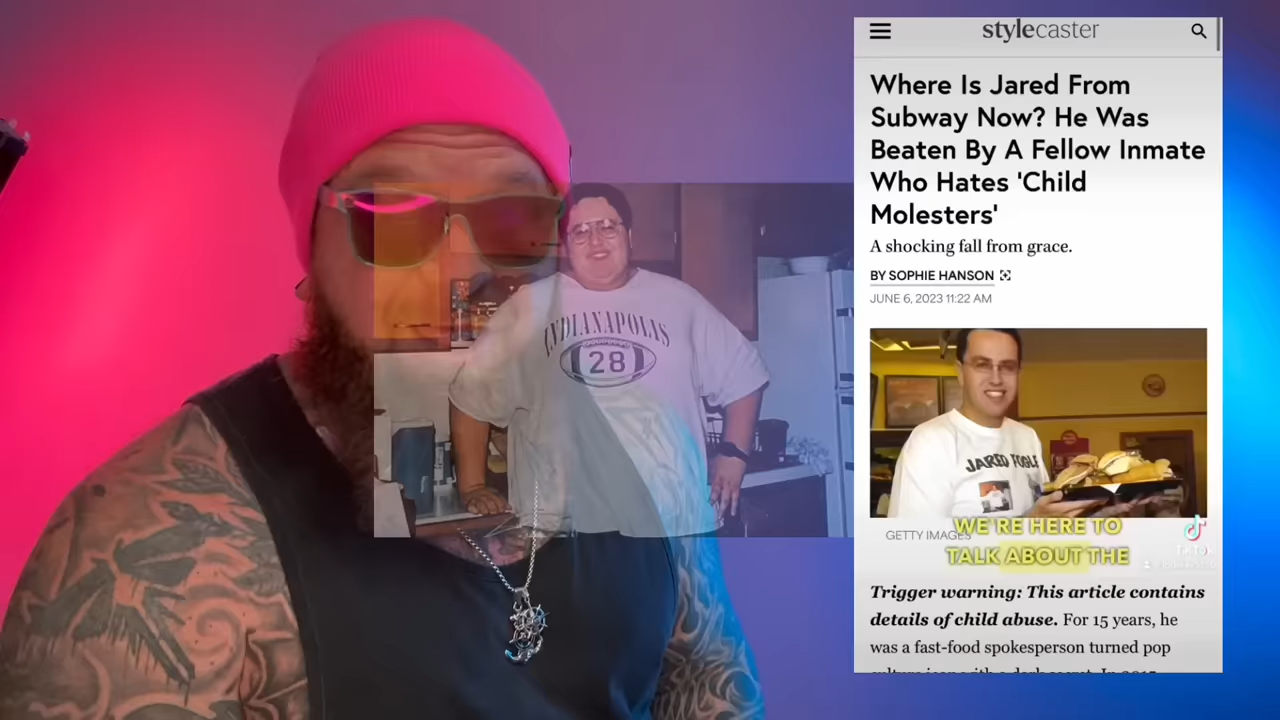 stylecaster
Where Is Jared From
Subway Now? He Was
Beaten By A Fellow Inmate
Who Hates 'Child
Molesters'
A shocking fall from grace.
BY SOPHIE HANSON
JUNE 6, 2023 11:22 AM
INDIANAPOLIS
28
JARED FOGLE
GETTY IMAGES
WE'RE HERE TO
TALK ABOUT THE
TikTok
Trigger warning: This article contains
details of child abuse. For 15 years, he
was a fast-food spokesperson turned pop